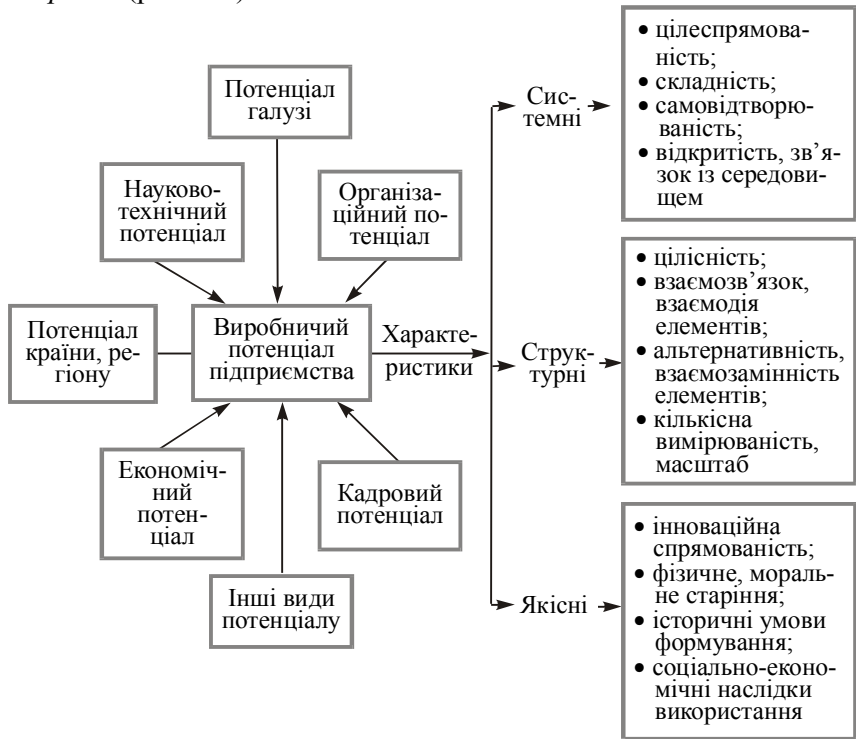 Потенціал
галузі
Науково-
технічний
потенціал
Організа-
ційний по-
тенціал
Потенціал
країни, ре-
гіону
Виробничий
потенціал
підприємства
Характе-
ристики
Економіч-
ний
потен-
ціал
Кадровий
потенціал
Інші види
потенціалу
Сис-
темні
• цілеспрямова-
ність;
• складність;
• самовідтворю-
ваність;
• відкритість, зв’я-
зок із середови-
щем
Струк-
турні
• цілісність;
• взаємозв’язок,
взаємодія
елементів;
• альтернативність,
взаємозамінність
елементів;
• кількісна
вимірюваність,
масштаб
Якісні
• інноваційна
спрямованість;
• фізичне, мораль-
не старіння;
• історичні умови
формування;
• соціально-еконо-
мічні наслідки
використання